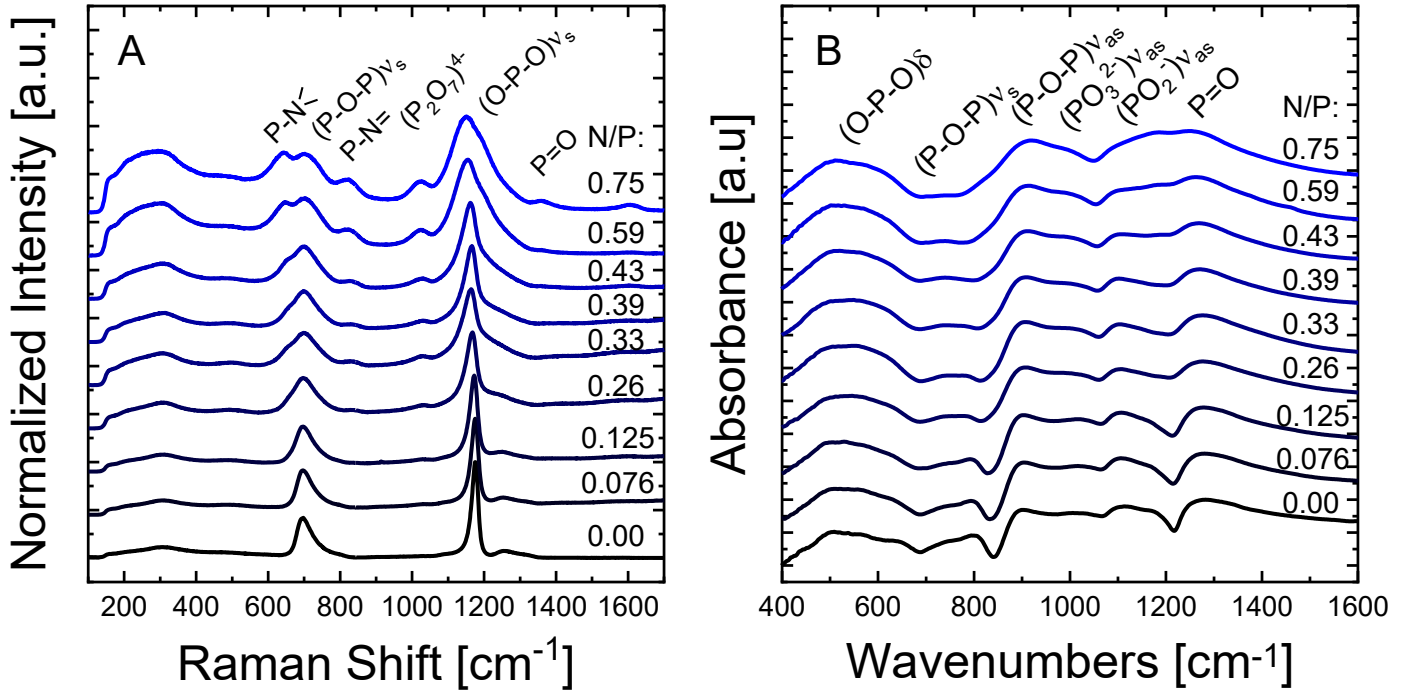 A
Normalized Intensity [a.u.]
P-N<
(P-O-P)νs
P-N=
(P2O7)4-
(O-P-O)νs
P=O
N/P:
0.75
0.59
0.43
0.39
0.33
0.26
0.125
0.076
0.00
200 400 600 800 1000 1200 1400 1600
Raman Shift [cm-1]
B
Absorbance [a.u]
(O-P-O)δ
(P-O-P)νs
(P-O-P)νas
(PO3 2-)νas
(PO2 -)νas
P=O
N/P:
0.75
0.59
0.43
0.39
0.33
0.26
0.125
0.076
0.00
400 600 800 1000 1200 1400 1600
Wavenumbers [cm-1]